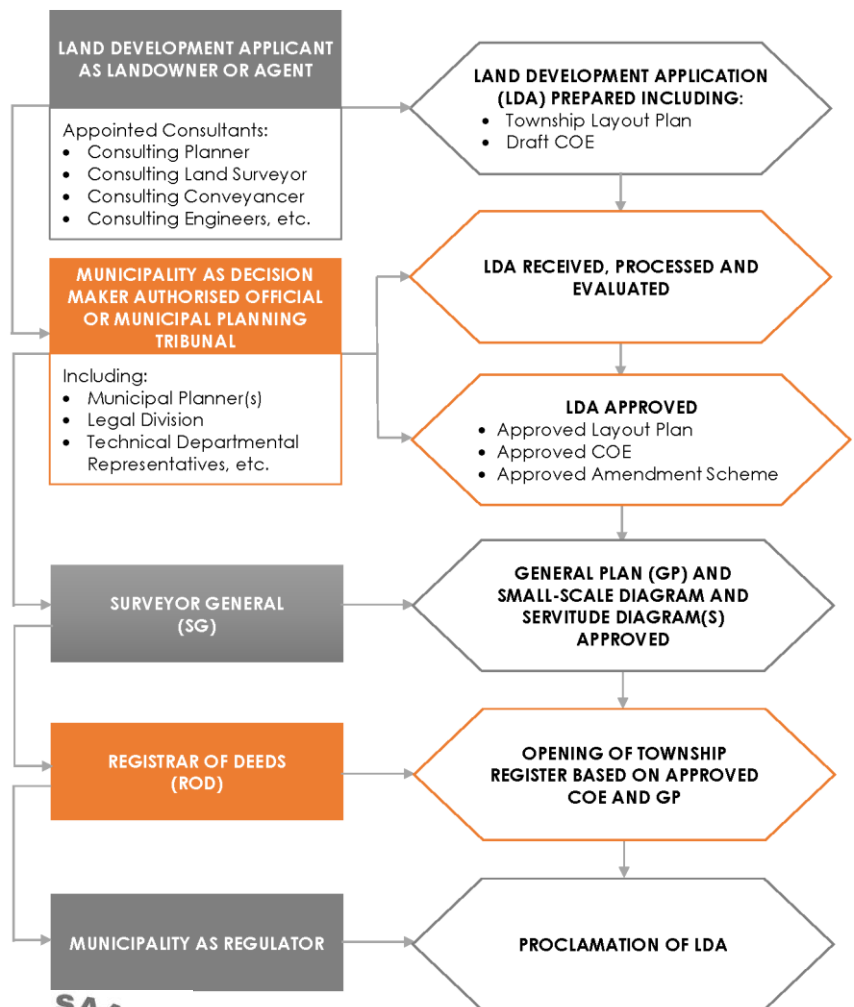 LAND DEVELOPMENT APPLICANT
AS LANDOWNER OR AGENT
Appointed Consultants:
• Consulting Planner
• Consulting Land Surveyor
• Consulting Conveyancer
• Consulting Engineers, etc.
LAND DEVELOPMENT APPLICATION
(LDA) PREPARED INCLUDING:
• Township Layout Plan
• Draft COE
MUNICIPALITY AS DECISION
MAKER AUTHORISED OFFICIAL
OR MUNICIPAL PLANNING
TRIBUNAL
Including:
• Municipal Planner(s)
• Legal Division
• Technical Departmental
Representatives, etc.
LDA RECEIVED, PROCESSED AND
EVALUATED
LDA APPROVED
• Approved Layout Plan
• Approved COE
• Approved Amendment Scheme
SURVEYOR GENERAL
(SG)
GENERAL PLAN (GP) AND
SMALL-SCALE DIAGRAM AND
SERVITUDE DIAGRAM(S)
APPROVED
REGISTRAR OF DEEDS
(ROD)
OPENING OF TOWNSHIP
REGISTER BASED ON APPROVED
COE AND GP
MUNICIPALITY AS REGULATOR
PROCLAMATION OF LDA